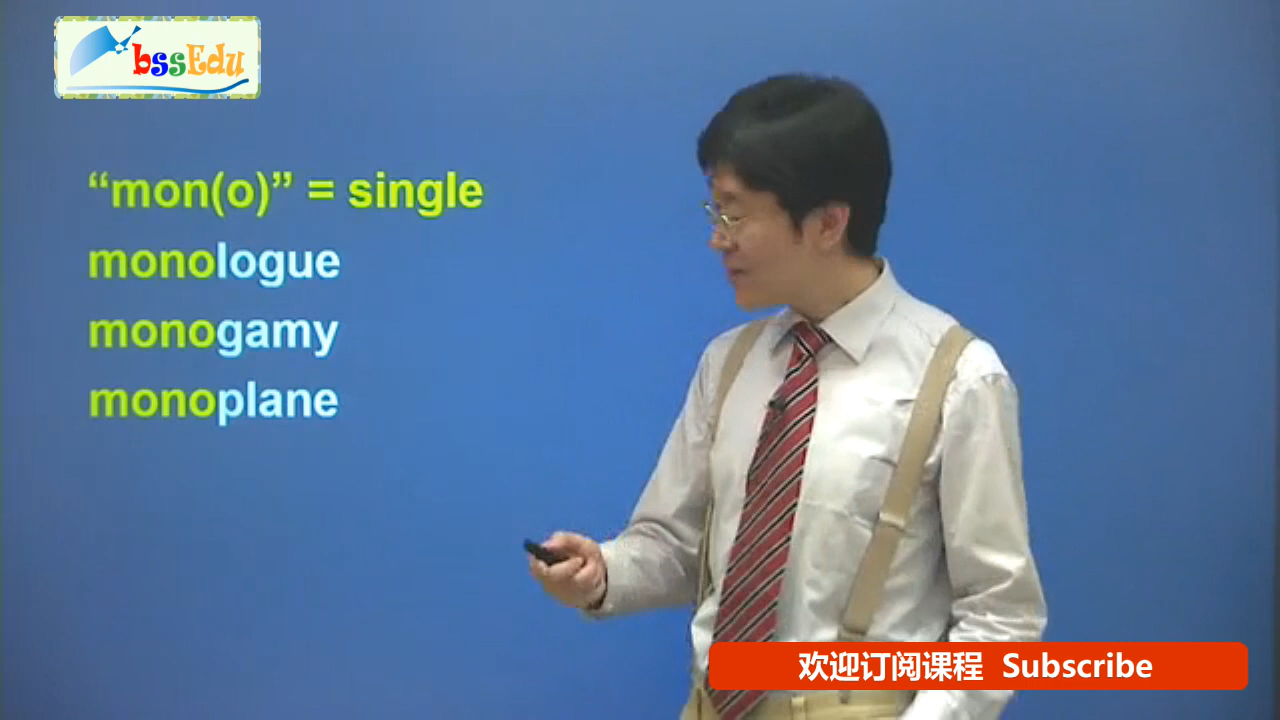 bssEdu
“mon(o)” = single
monologue
monogamy
monoplane
欢迎订阅课程 Subscribe